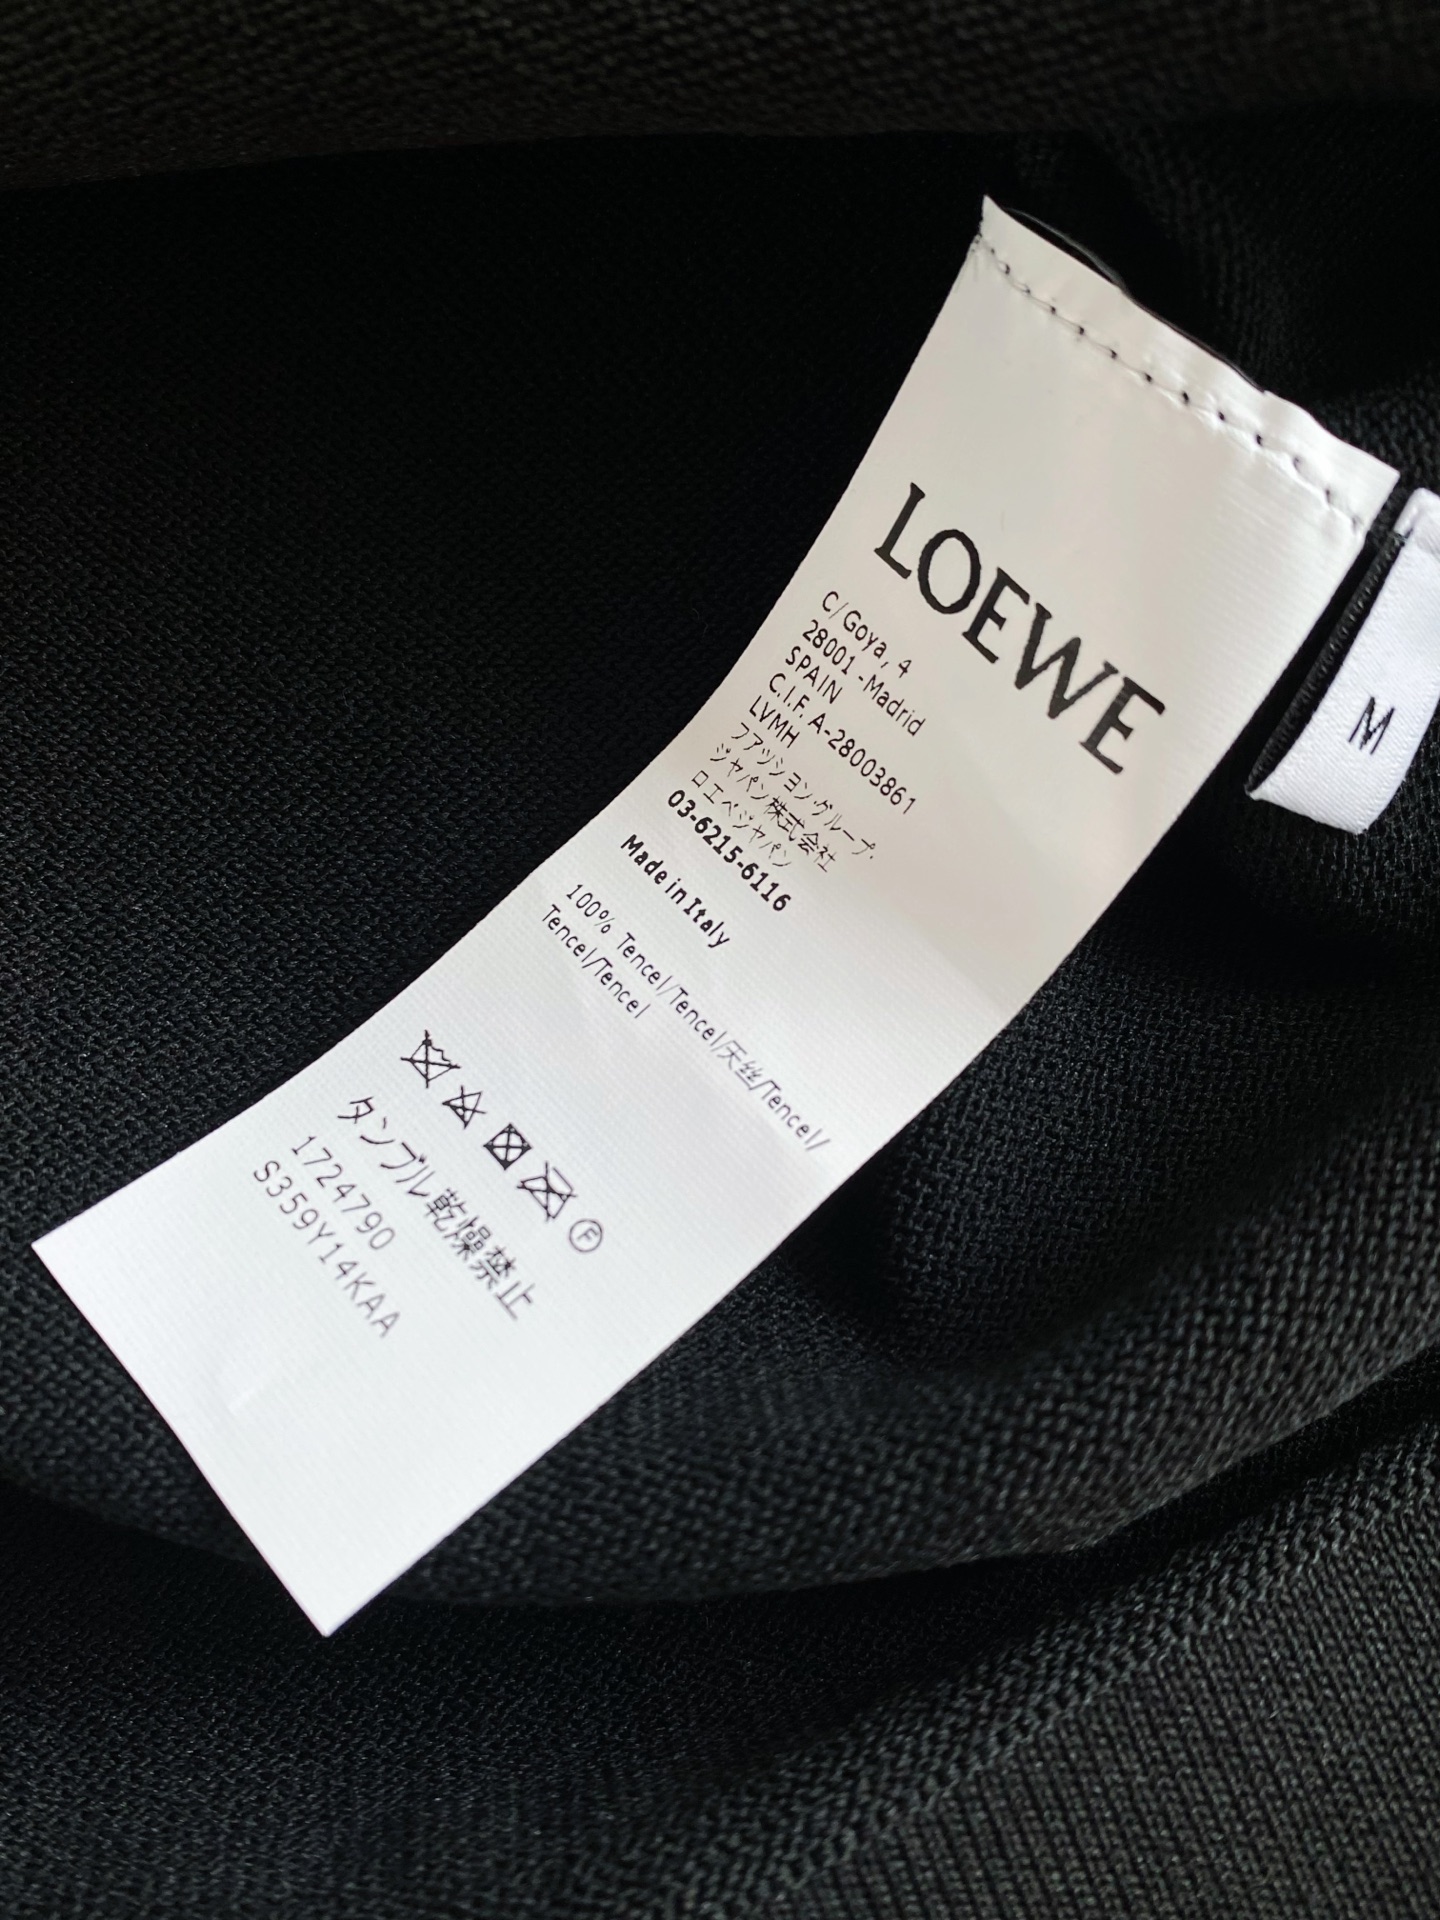 LOEWE
C/ Goya, 4
28001 -Madrid
SPAIN
C.I.F. A-28003861
LVMH
ファッション・グループ・
ジャパン株式会社
ロエベジャパン
03-6215-6116
Made in Italy
100% Tencel/Tencel/天丝/Tencel/
Tencel/Tencel
F
タンブル乾燥禁止
1724790
S359Y14KAA
M